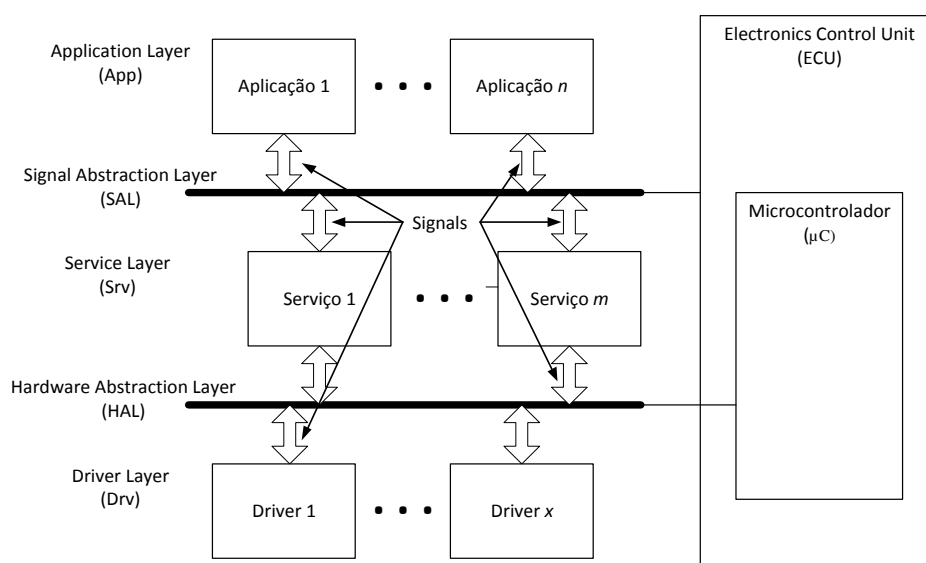 Application Layer
(App)
Aplicação 1
Aplicação n
Electronics Control Unit
(ECU)
Signal Abstraction Layer
(SAL)
Signals
Microcontrolador
(µC)
Service Layer
(Srv)
Serviço 1
Serviço m
Hardware Abstraction Layer
(HAL)
Driver Layer
(Drv)
Driver 1
Driver x